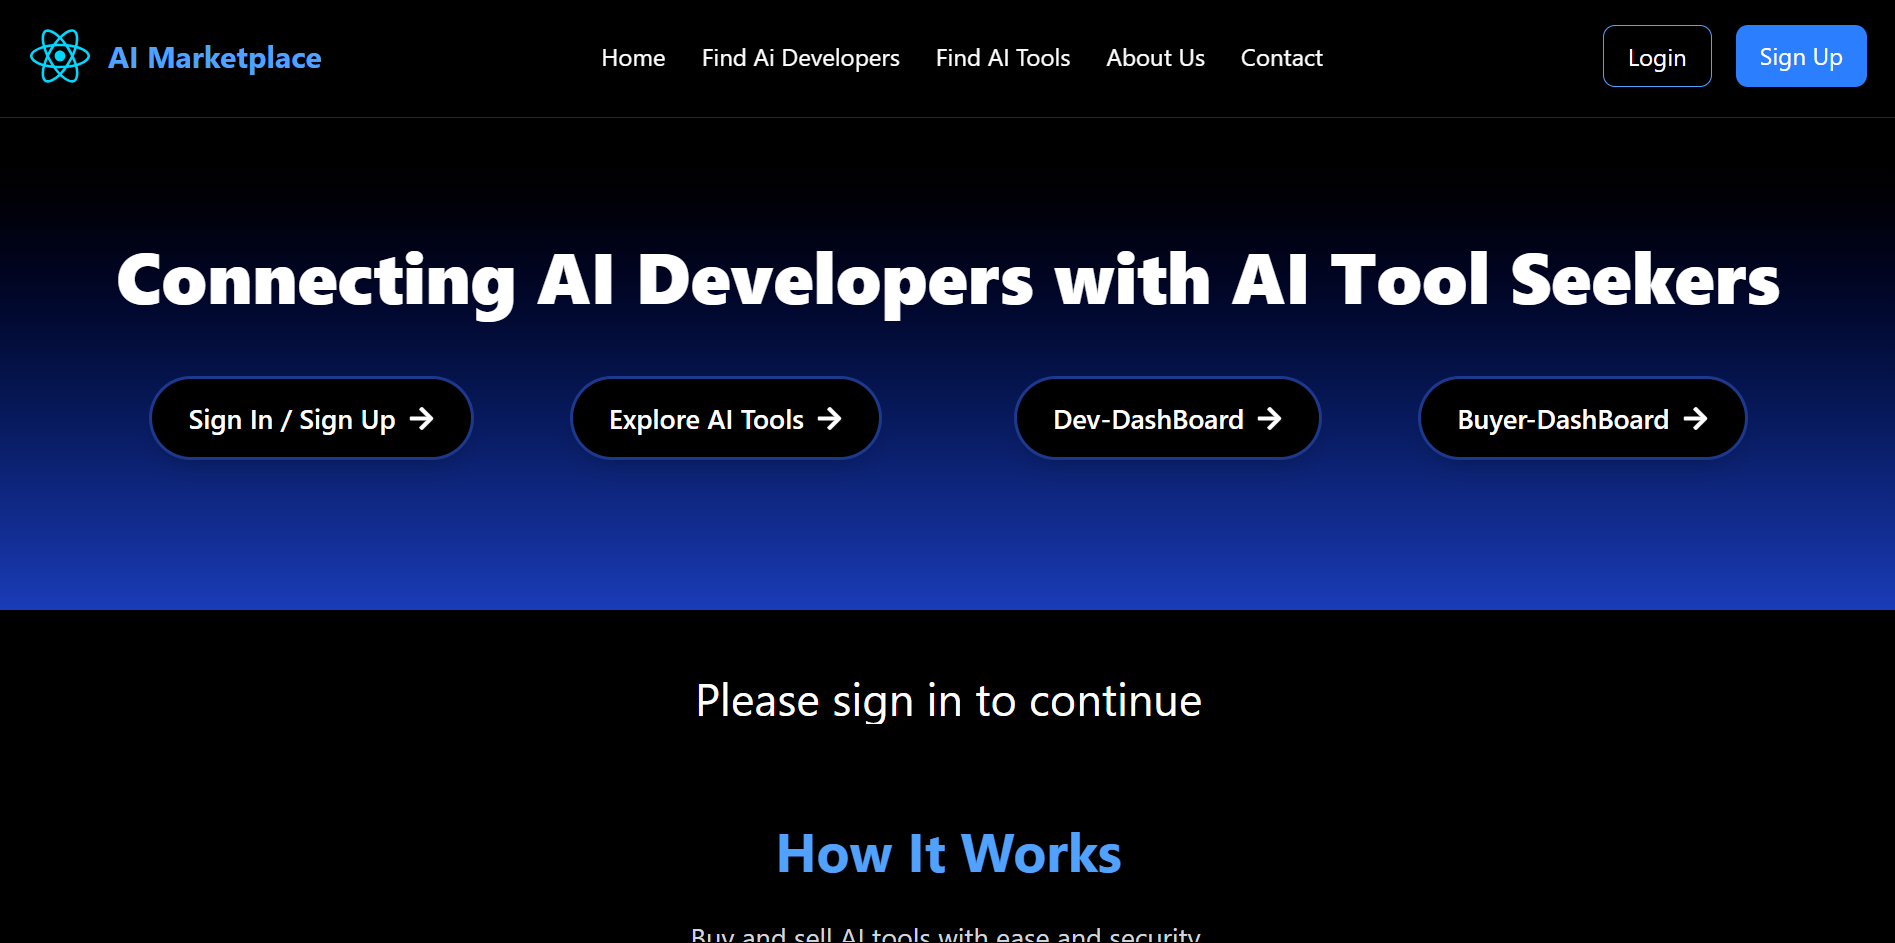 AI Marketplace
Home
Find Ai Developers
Find AI Tools
About Us
Contact
Login
Sign Up
Connecting AI Developers with AI Tool Seekers
Sign In / Sign Up
Explore AI Tools
Dev-DashBoard
Buyer-DashBoard
Please sign in to continue
How It Works
Buy and sell AI tools with ease and security